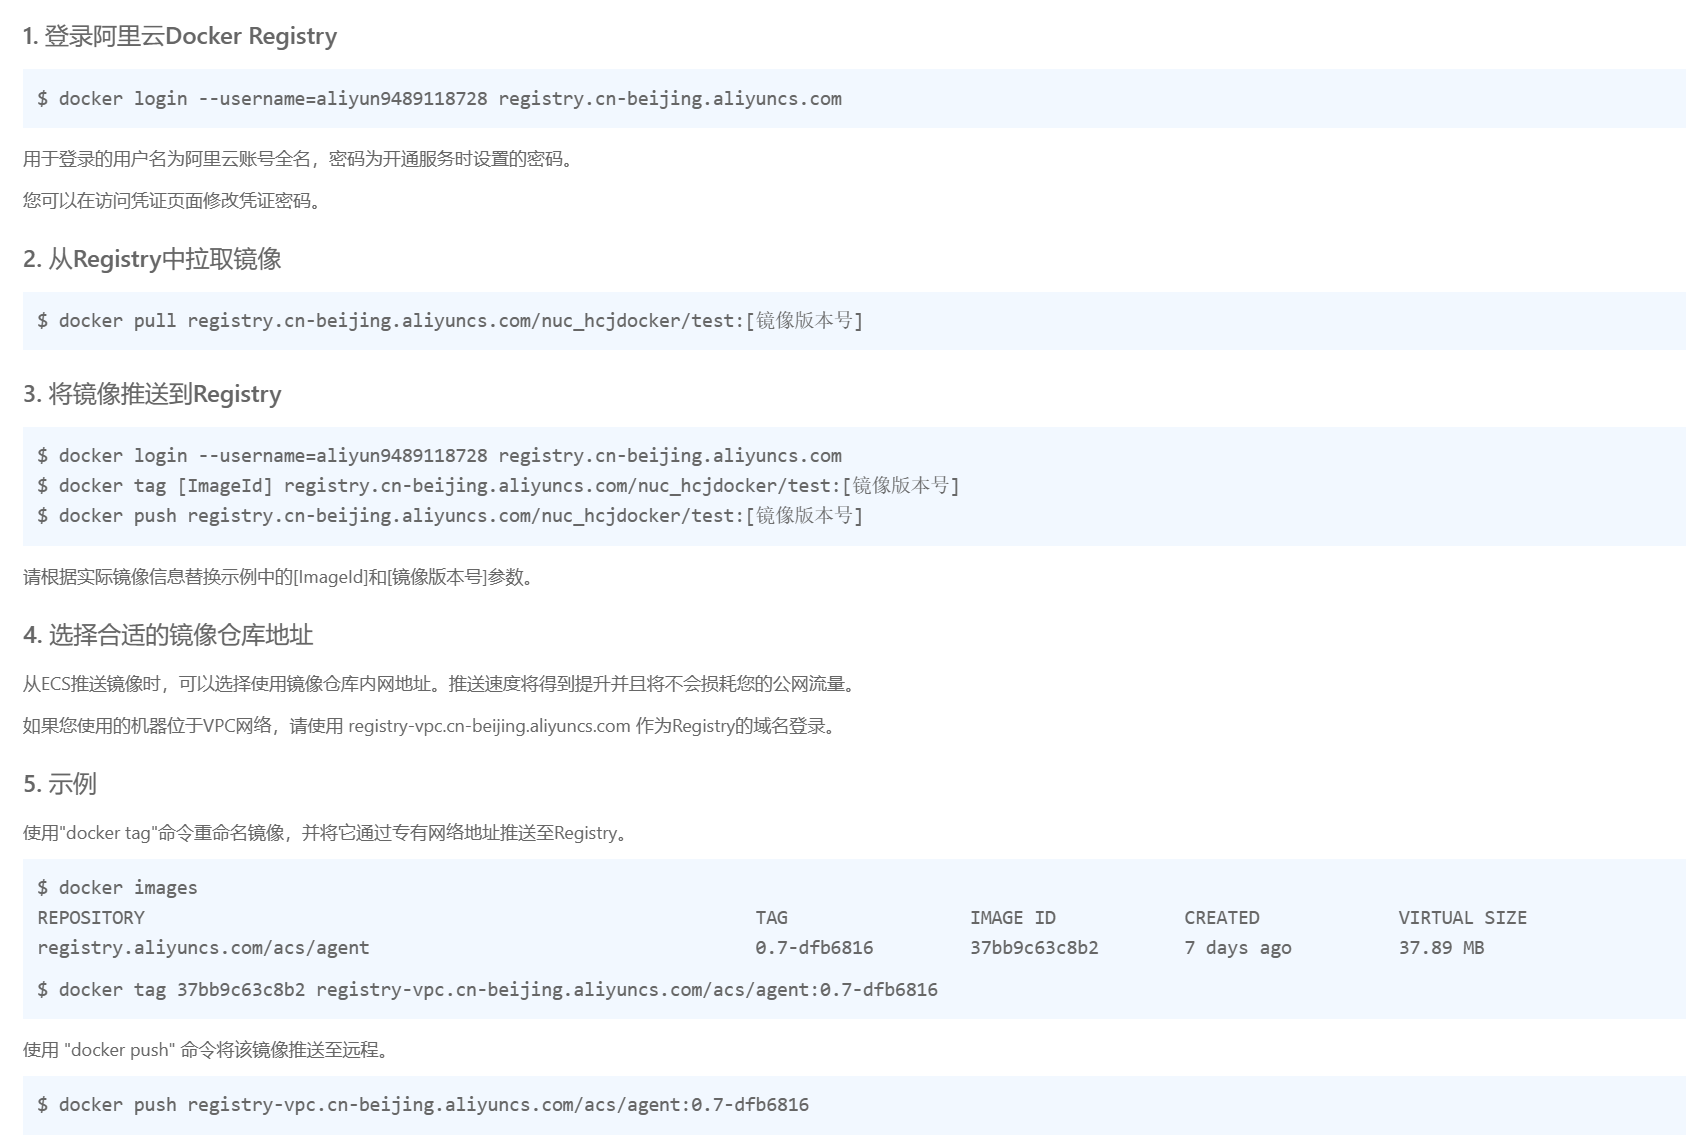 1. 登录阿里云Docker Registry
$ docker login --username=aliyun9489118728 registry.cn-beijing.aliyuncs.com
用于登录的用户名为阿里云账号全名，密码为开通服务时设置的密码。
您可以在访问凭证页面修改凭证密码。
2. 从Registry中拉取镜像
$ docker pull registry.cn-beijing.aliyuncs.com/nuc_hcjdocker/test:[镜像版本号]
3. 将镜像推送到Registry
$ docker login --username=aliyun9489118728 registry.cn-beijing.aliyuncs.com
$ docker tag [ImageId] registry.cn-beijing.aliyuncs.com/nuc_hcjdocker/test:[镜像版本号]
$ docker push registry.cn-beijing.aliyuncs.com/nuc_hcjdocker/test:[镜像版本号]
请根据实际镜像信息替换示例中的[ImageId]和[镜像版本号]参数。
4. 选择合适的镜像仓库地址
从ECS推送镜像时，可以选择使用镜像仓库内网地址。推送速度将得到提升并且将不会损耗您的公网流量。
如果您使用的机器位于VPC网络，请使用 registry-vpc.cn-beijing.aliyuncs.com 作为Registry的域名登录。
5. 示例
使用"docker tag"命令重命名镜像，并将它通过专有网络地址推送至Registry。
$ docker images
REPOSITORY TAG IMAGE ID CREATED VIRTUAL SIZE
registry.aliyuncs.com/acs/agent 0.7-dfb6816 37bb9c63c8b2 7 days ago 37.89 MB
$ docker tag 37bb9c63c8b2 registry-vpc.cn-beijing.aliyuncs.com/acs/agent:0.7-dfb6816
使用 "docker push" 命令将该镜像推送至远程。
$ docker push registry-vpc.cn-beijing.aliyuncs.com/acs/agent:0.7-dfb6816